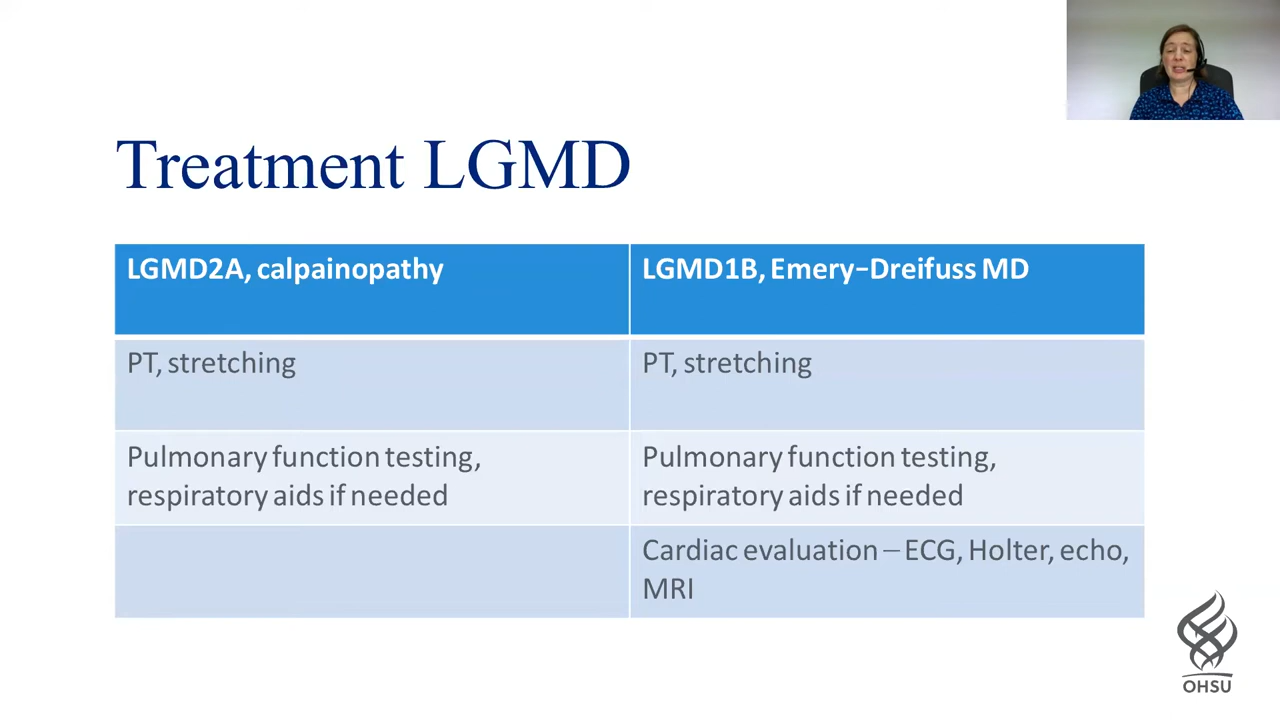 Treatment LGMD
LGMD2A, calpainopathy
LGMD1B, Emery-Dreifuss MD
PT, stretching
PT, stretching
Pulmonary function testing,
respiratory aids if needed
Pulmonary function testing,
respiratory aids if needed
Cardiac evaluation – ECG, Holter, echo,
MRI
OHSU